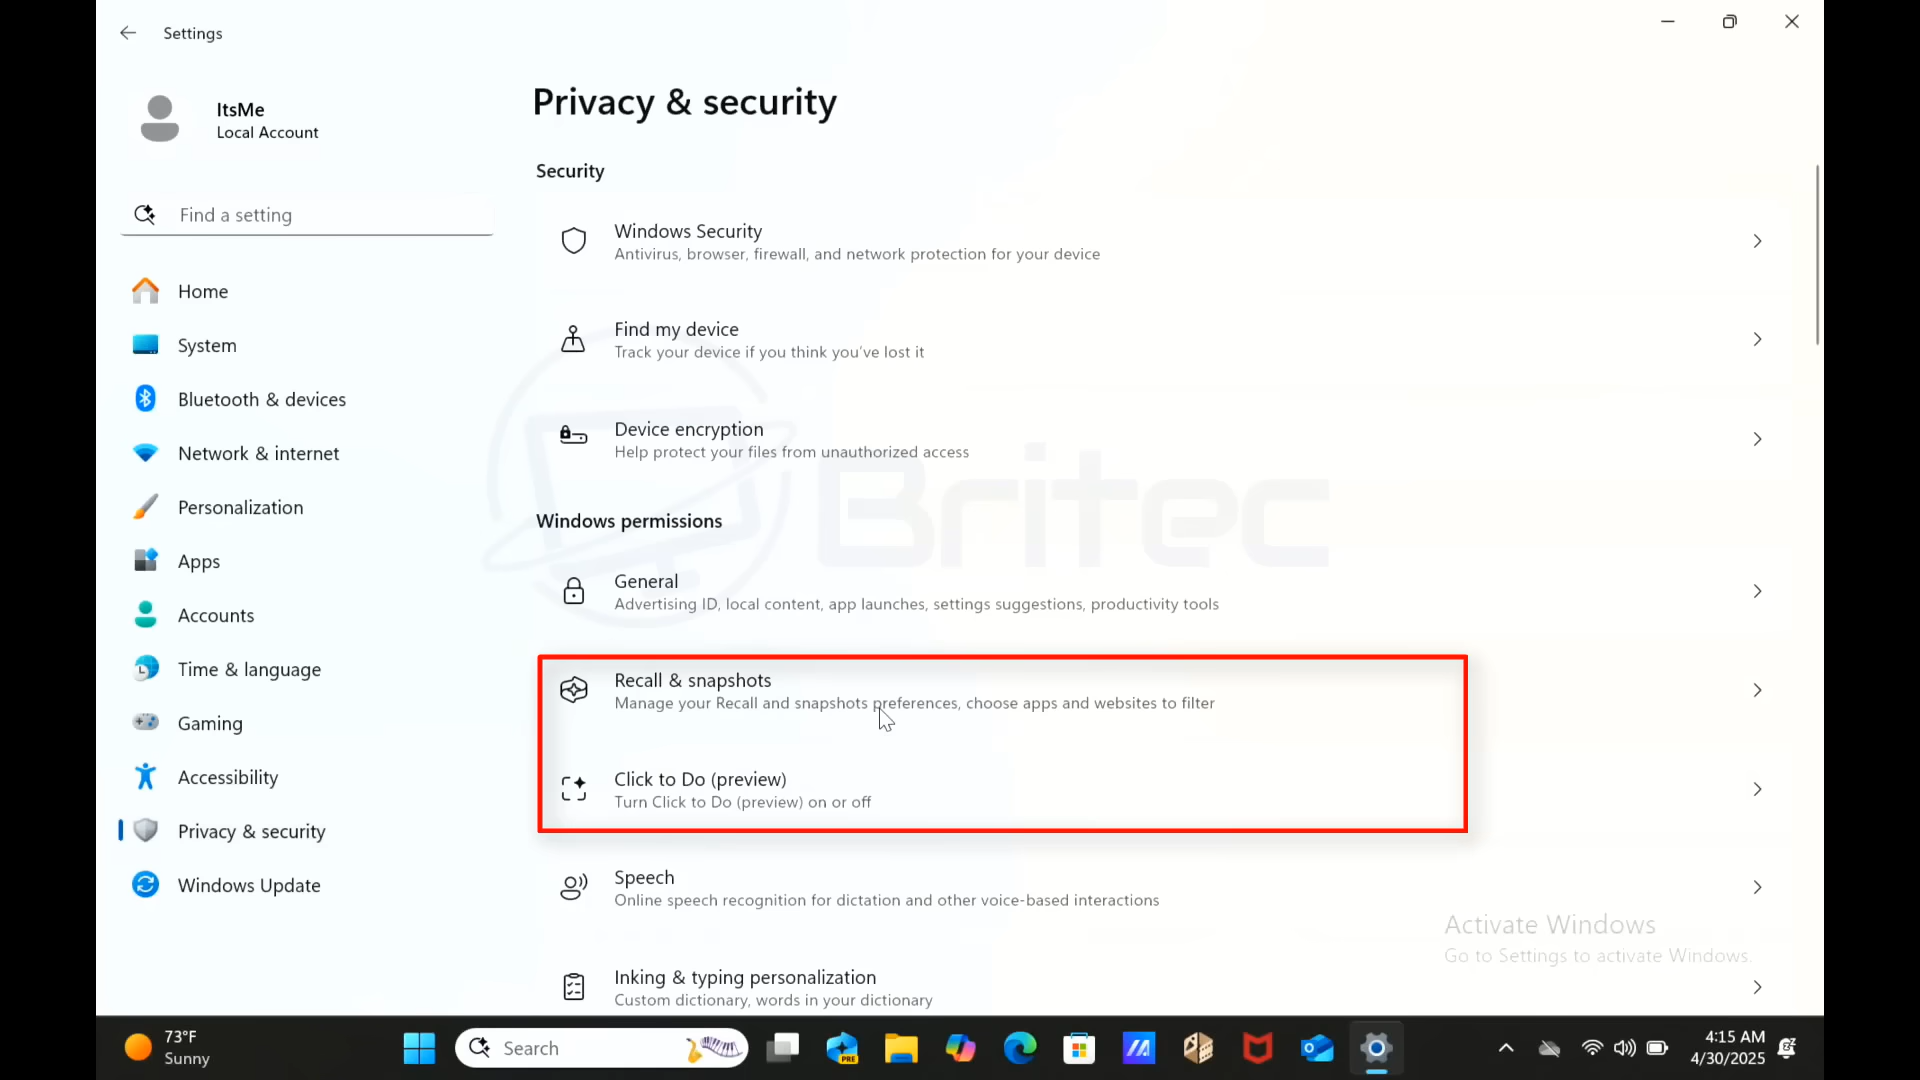 Settings
ItsMe
Local Account
Find a setting
Home
System
Bluetooth & devices
Network & internet
Personalization
Apps
Accounts
Time & language
Gaming
Accessibility
Privacy & security
Windows Update
Privacy & security
Security
Windows Security
Antivirus, browser, firewall, and network protection for your device
Find my device
Track your device if you think you've lost it
Device encryption
Help protect your files from unauthorized access
Britec
Windows permissions
General
Advertising ID, local content, app launches, settings suggestions, productivity tools
Recall & snapshots
Manage your Recall and snapshots preferences, choose apps and websites to filter
Click to Do (preview)
Turn Click to Do (preview) on or off
Speech
Online speech recognition for dictation and other voice-based interactions
Inking & typing personalization
Custom dictionary, words in your dictionary
Activate Windows
Go to Settings to activate Windows.
73°F
Sunny
Search
PRE
4:15 AM
4/30/2025